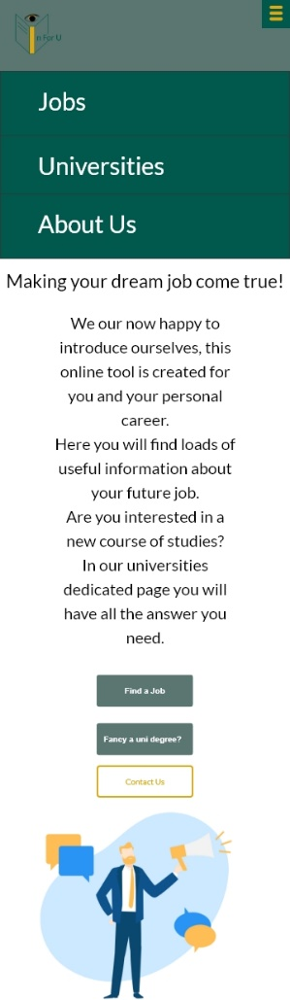 is For U
Jobs
Universities
About Us
Making your dream job come true!
We our now happy to
introduce ourselves, this
online tool is created for
you and your personal
career.
Here you will find loads of
useful information about
your future job.
Are you interested in a
new course of studies?
In our universities
dedicated page you will
have all the answer you
need.
Find a Job
Fancy a uni degree?
Contact Us